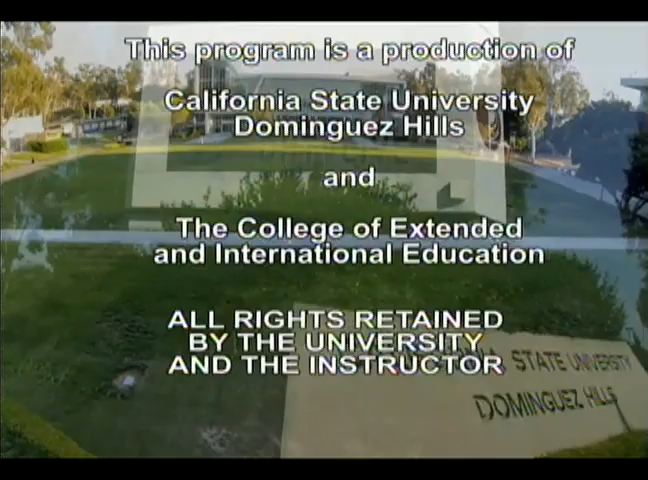 This program is a production of
California State University
Dominguez Hills
and
The College of Extended
and International Education
ALL RIGHTS RETAINED
BY THE UNIVERSITY
AND THE INSTRUCTOR
STATE UNIVERSITY
DOMINGUEZ HILLS